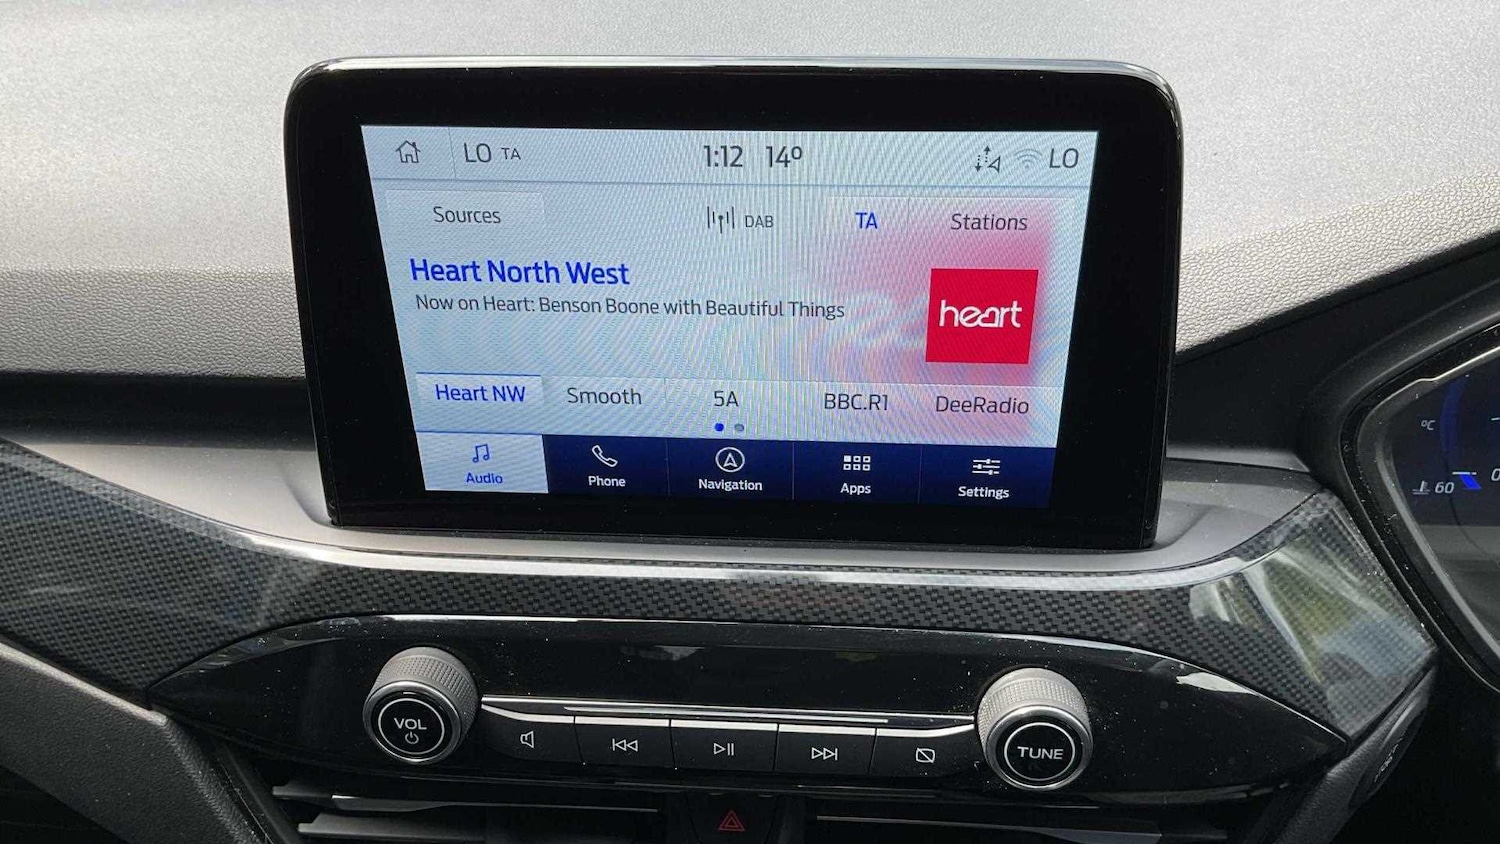 LO TA 1:12 14° LO
Sources DAB TA Stations
Heart North West
Now on Heart: Benson Boone with Beautiful Things
heart
Heart NW Smooth 5A BBC.R1 DeeRadio
Audio Phone Navigation Apps Settings
°C
60
VOL
TUNE